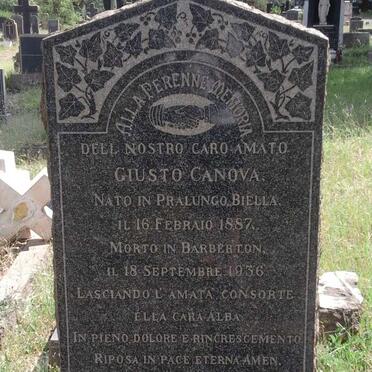 ALLA PERENNE MEMORIA
DELL NOSTRO CARO AMATO
GIUSTO CANOVA.
NATO IN PRALUNGO, BIELLA.
IL 16. FEBRAIO 1887.
MORTO IN BARBERTON.
IL 18 SEPTEMBRE 1936
LASCIANDO L'AMATA CONSORTE
E LA CARA ALBA.
IN PIENO DOLORE E RINCRESCIMENTO
RIPOSA IN PACE ETERNA. AMEN.